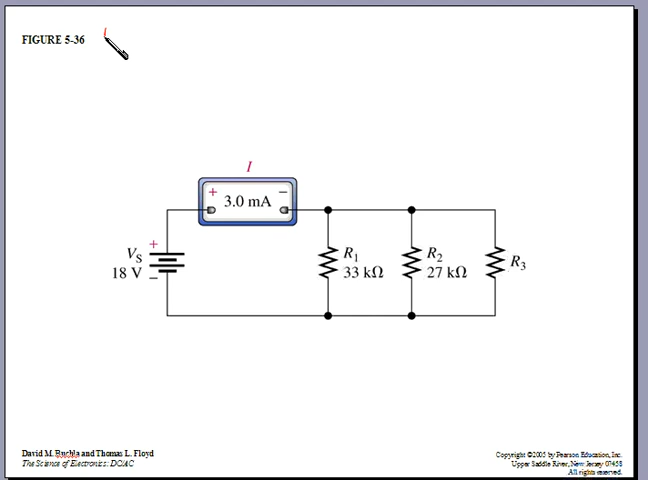 FIGURE 5-36
I
+ −
3.0 mA
+
VS
18 V
−
R1
33 kΩ
R2
27 kΩ
R3
David M. Buchla and Thomas L. Floyd
The Science of Electronics: DC/AC
Copyright ©2005 by Pearson Education, Inc.
Upper Saddle River, New Jersey 07458
All rights reserved.